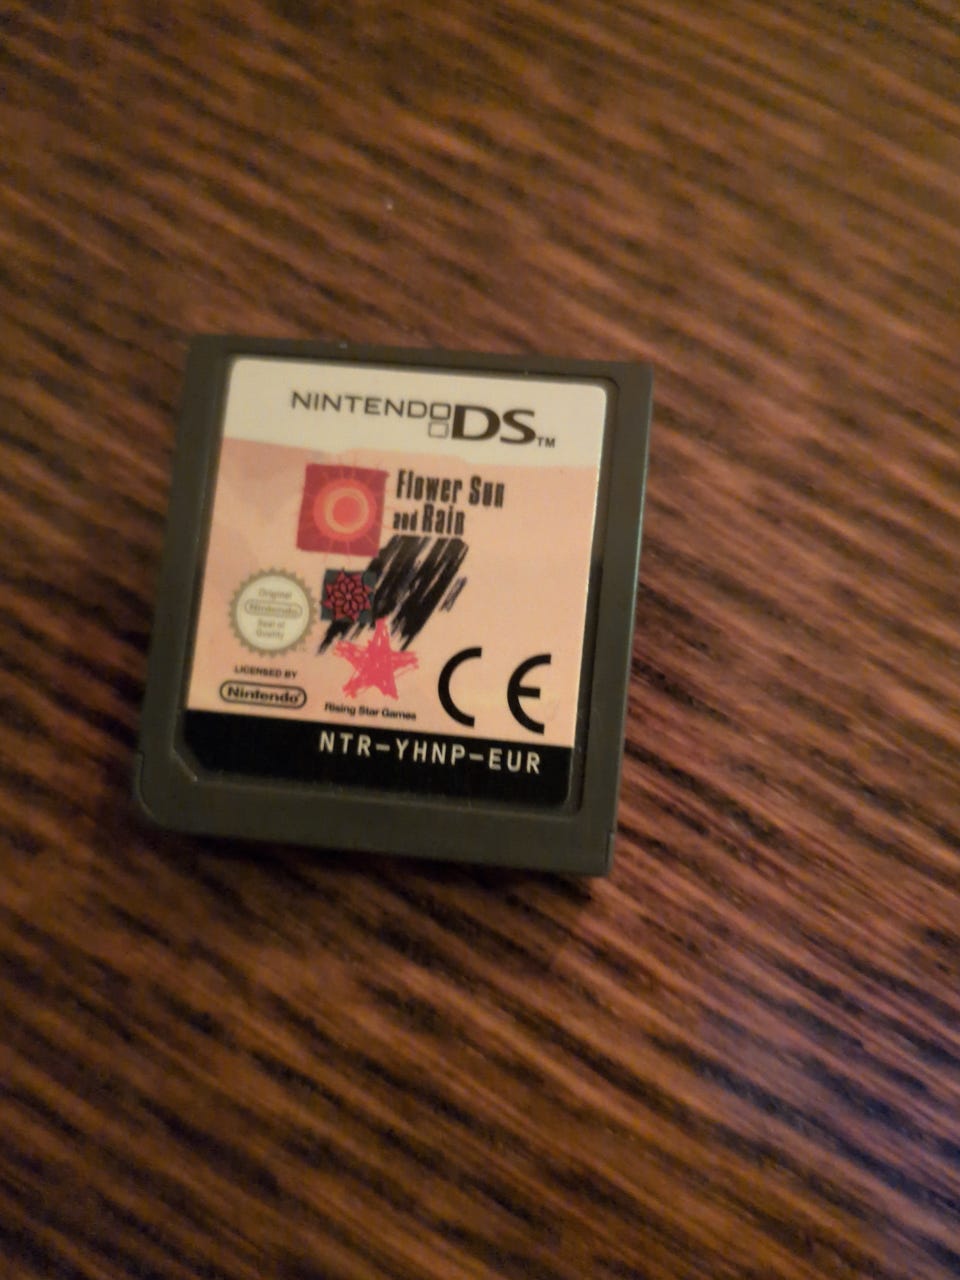 NINTENDO DS™
Flower Sun
and Rain
Original
Nintendo
Seal of
Quality
LICENSED BY
Nintendo®
Rising Star Games
CE
NTR-YHNP-EUR